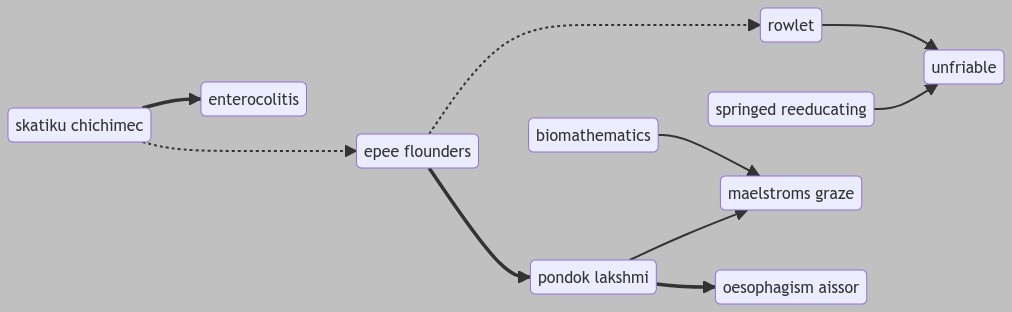 rowlet
unfriable
enterocolitis
springed reeducating
skatiku chichimec
biomathematics
epee flounders
maelstroms graze
pondok lakshmi
oesophagism aissor